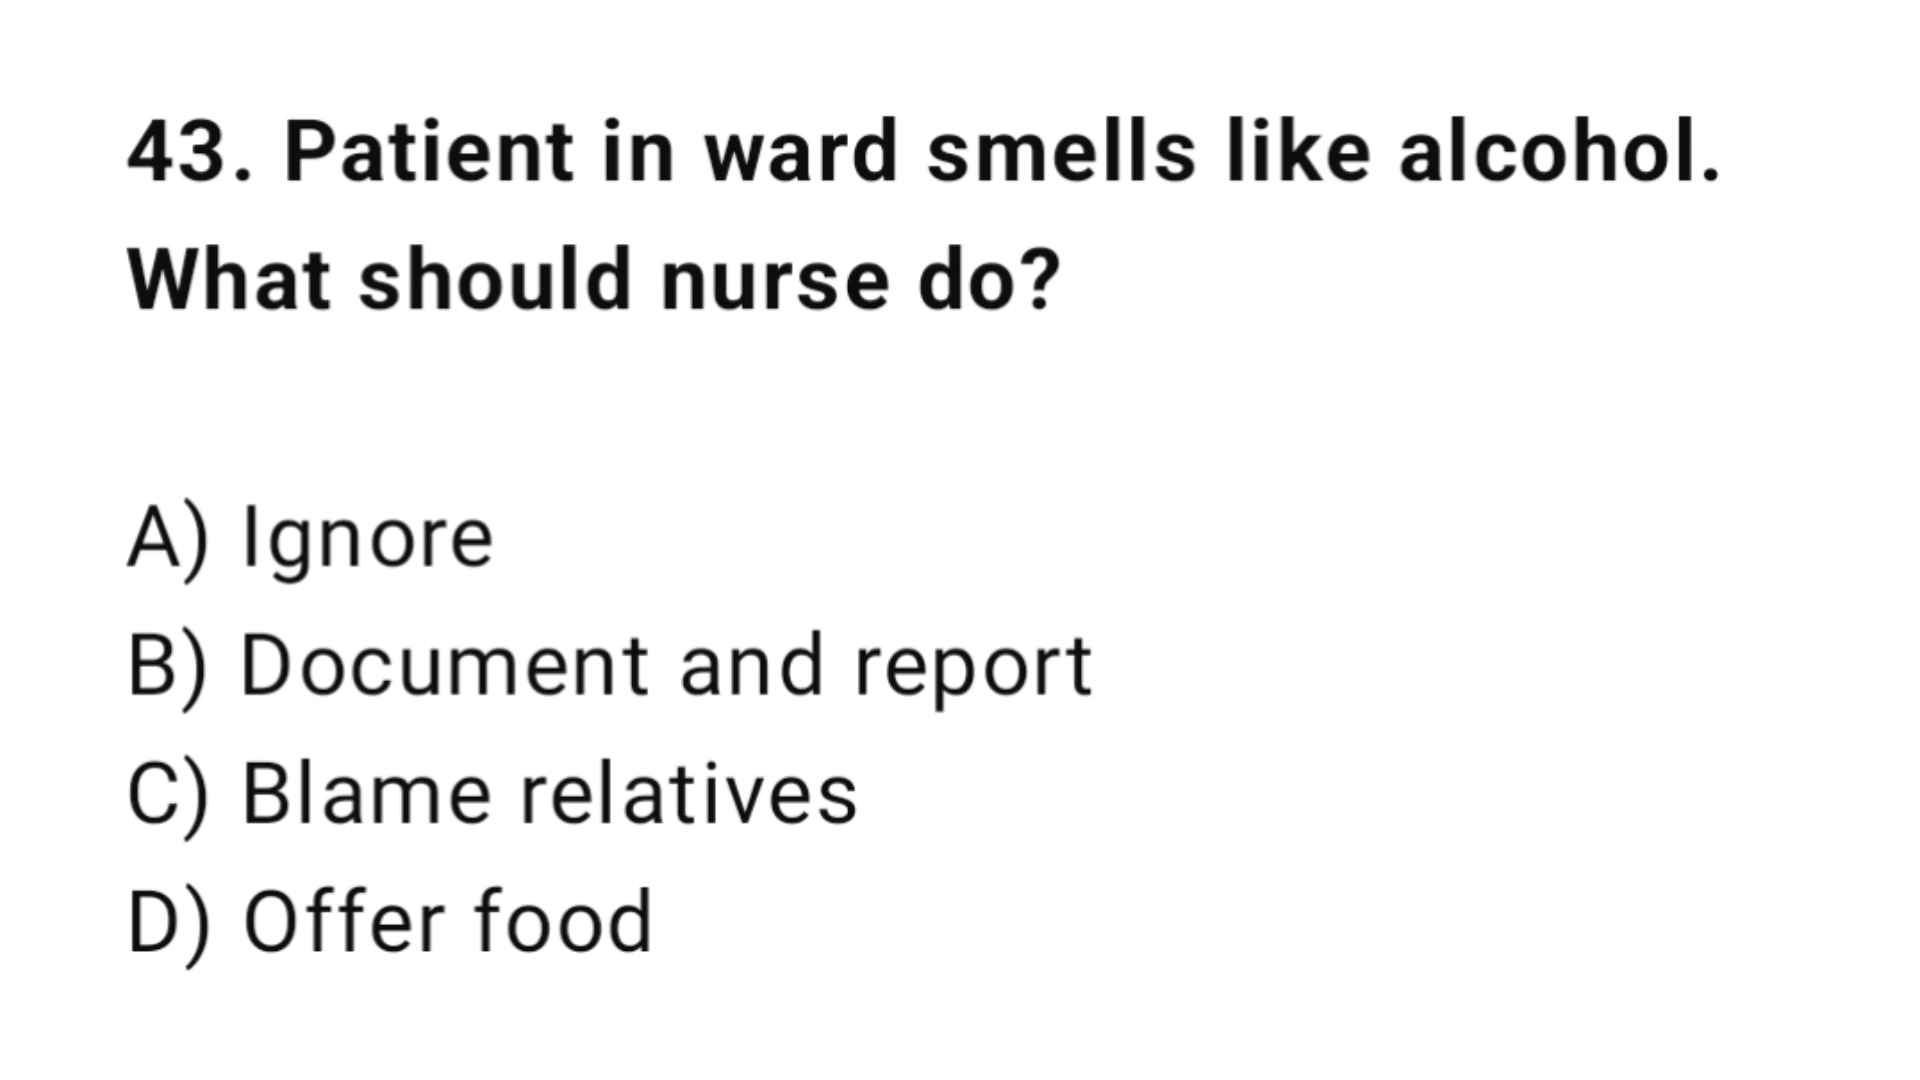 43. Patient in ward smells like alcohol.
What should nurse do?
A) Ignore
B) Document and report
C) Blame relatives
D) Offer food